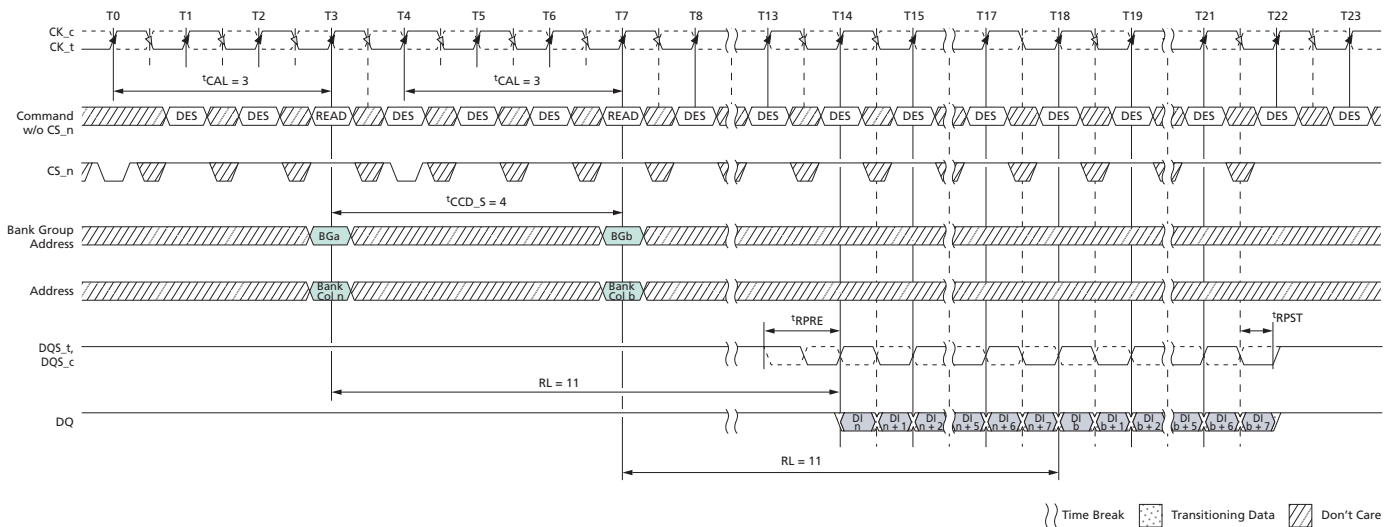 T0 T1 T2 T3 T4 T5 T6 T7 T8 T13 T14 T15 T17 T18 T19 T21 T22 T23
CK_c
CK_t
tCAL = 3 tCAL = 3
Command
w/o CS_n
DES DES READ DES DES DES READ DES DES DES DES DES DES DES DES DES DES
CS_n
tCCD_S = 4
Bank Group
Address
BGa BGb
Address
Bank
Col n
Bank
Col b
tRPRE tRPST
DQS_t,
DQS_c
RL = 11
DQ
DI
n
DI
n + 1
DI
n + 2
DI
n + 5
DI
n + 6
DI
n + 7
DI
b
DI
b + 1
DI
b + 2
DI
b + 5
DI
b + 6
DI
b + 7
RL = 11
Time Break Transitioning Data Don't Care